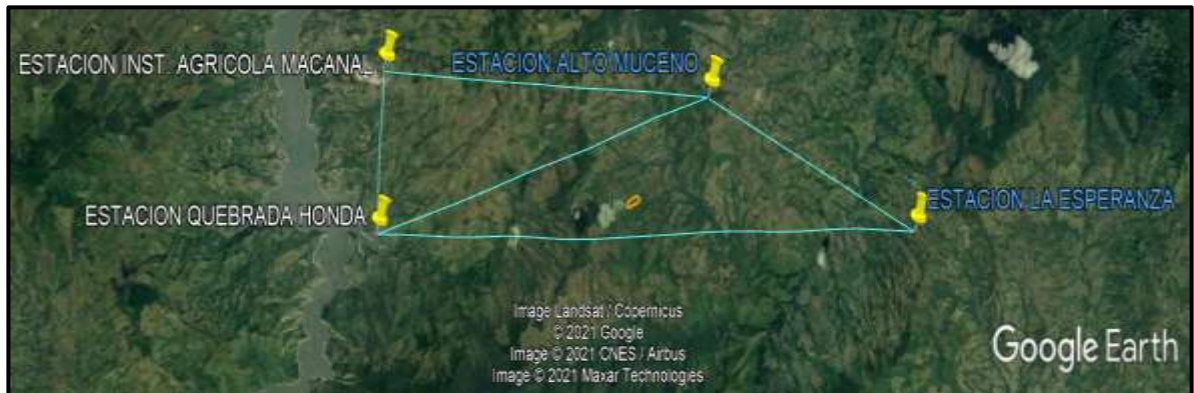 ESTACION INST. AGRICOLA MACANAL
ESTACION ALTO MUCENO
ESTACION QUEBRADA HONDA
ESTACION LA ESPERANZA
Image Landsat / Copernicus
© 2021 Google
Image © 2021 CNES / Airbus
Image © 2021 Maxar Technologies
Google Earth